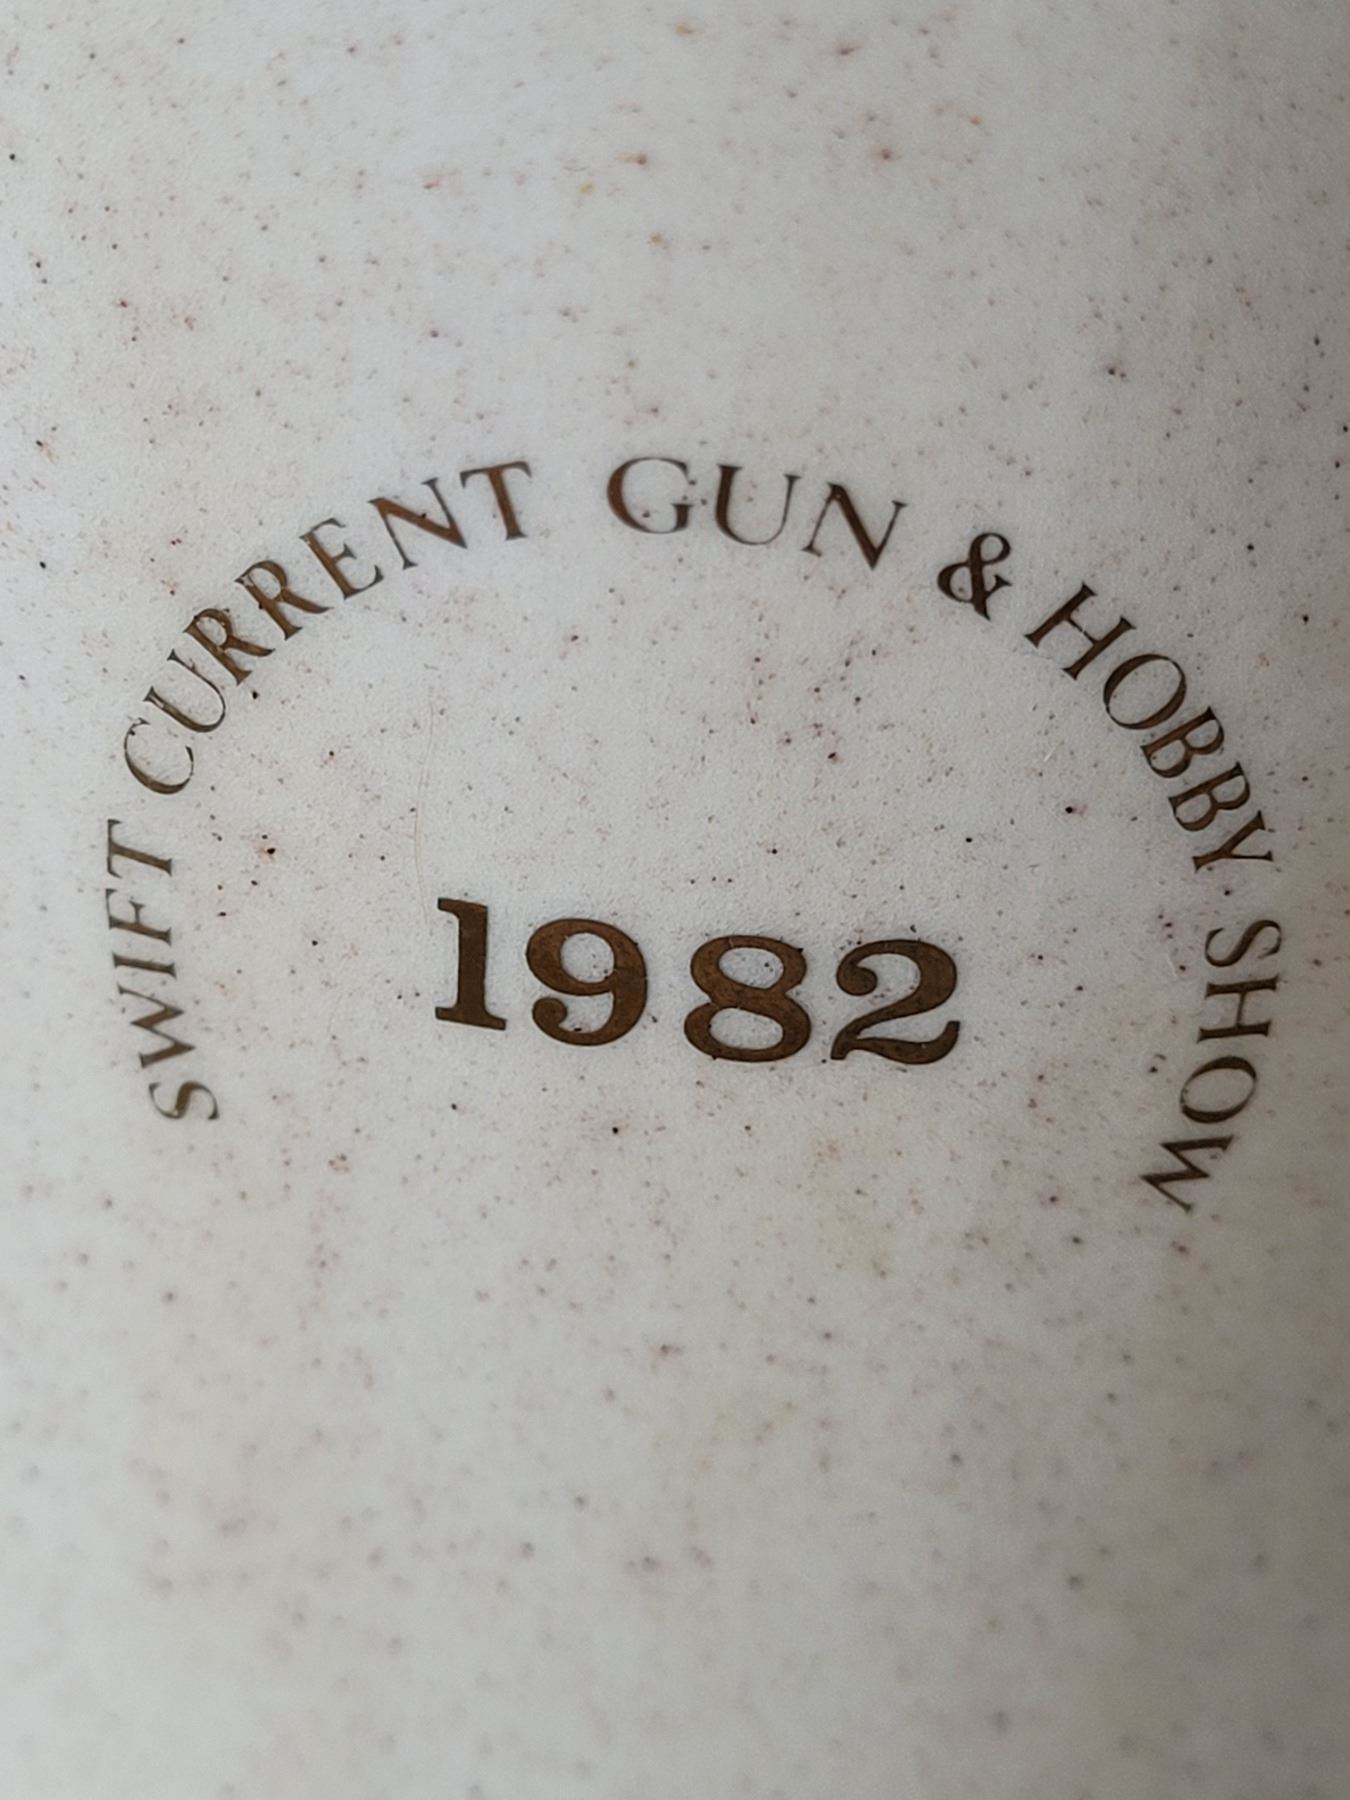 SWIFT CURRENT GUN & HOBBY SHOW
1982